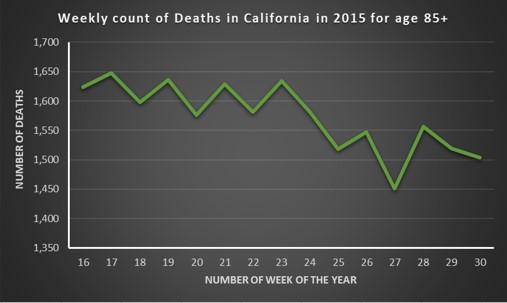 Weekly count of Deaths in California in 2015 for age 85+
1,700
1,650
1,600
1,550
1,500
1,450
1,400
1,350
NUMBER OF DEATHS
16 17 18 19 20 21 22 23 24 25 26 27 28 29 30
NUMBER OF WEEK OF THE YEAR